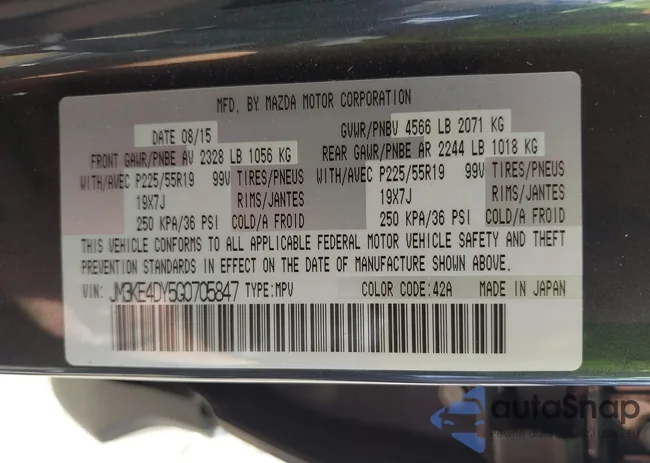 MFD. BY MAZDA MOTOR CORPORATION
DATE 08/15 GVWR/PNBV 4566 LB 2071 KG
FRONT GAWR/PNBE AV 2328 LB 1056 KG REAR GAWR/PNBE AR 2244 LB 1018 KG
WITH/AVEC P225/55R19 99V TIRES/PNEUS WITH/AVEC P225/55R19 99V TIRES/PNEUS
19X7J RIMS/JANTES 19X7J RIMS/JANTES
250 KPA/36 PSI COLD/A FROID 250 KPA/36 PSI COLD/A FROID
THIS VEHICLE CONFORMS TO ALL APPLICABLE FEDERAL MOTOR VEHICLE SAFETY AND THEFT
PREVENTION STANDARDS IN EFFECT ON THE DATE OF MANUFACTURE SHOWN ABOVE.
VIN: JM3KE4DY5G0705847 TYPE:MPV COLOR CODE:42A MADE IN JAPAN
autaSnap